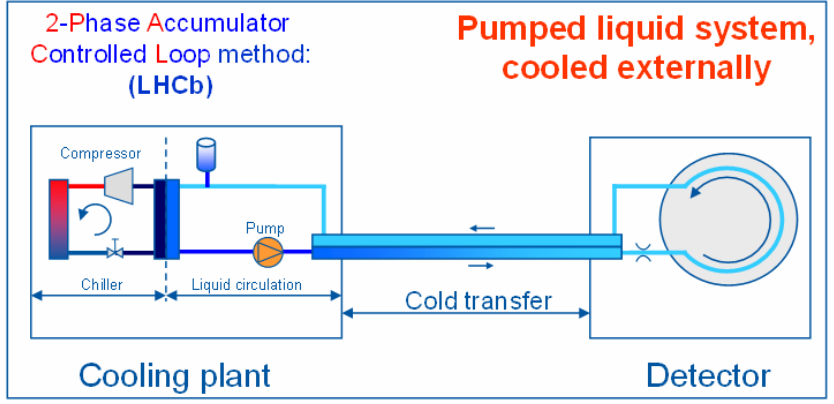 2-Phase Accumulator
Controlled Loop method:
(LHCb)
Pumped liquid system,
cooled externally
Compressor
Pump
Chiller
Liquid circulation
Cold transfer
Cooling plant
Detector